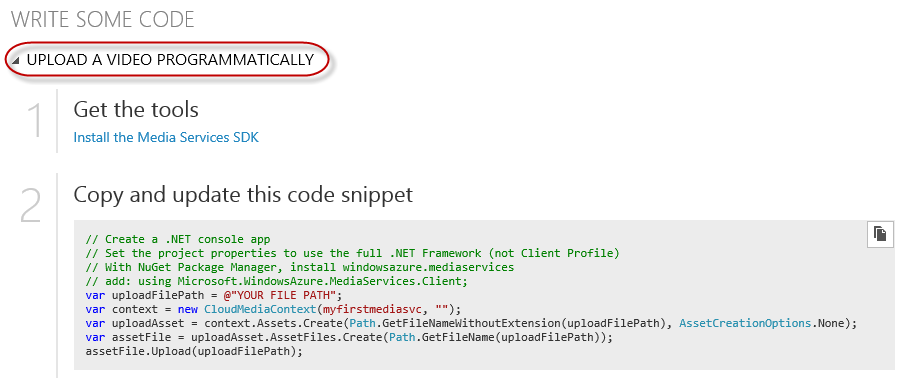 WRITE SOME CODE
UPLOAD A VIDEO PROGRAMMATICALLY
1
Get the tools
Install the Media Services SDK
2
Copy and update this code snippet
// Create a .NET console app
// Set the project properties to use the full .NET Framework (not Client Profile)
// With NuGet Package Manager, install windowsazure.mediaservices
// add: using Microsoft.WindowsAzure.MediaServices.Client;
var uploadFilePath = @"YOUR FILE PATH";
var context = new CloudMediaContext(myfirstmediasvc, "");
var uploadAsset = context.Assets.Create(Path.GetFileNameWithoutExtension(uploadFilePath), AssetCreationOptions.None);
var assetFile = uploadAsset.AssetFiles.Create(Path.GetFileName(uploadFilePath));
assetFile.Upload(uploadFilePath);